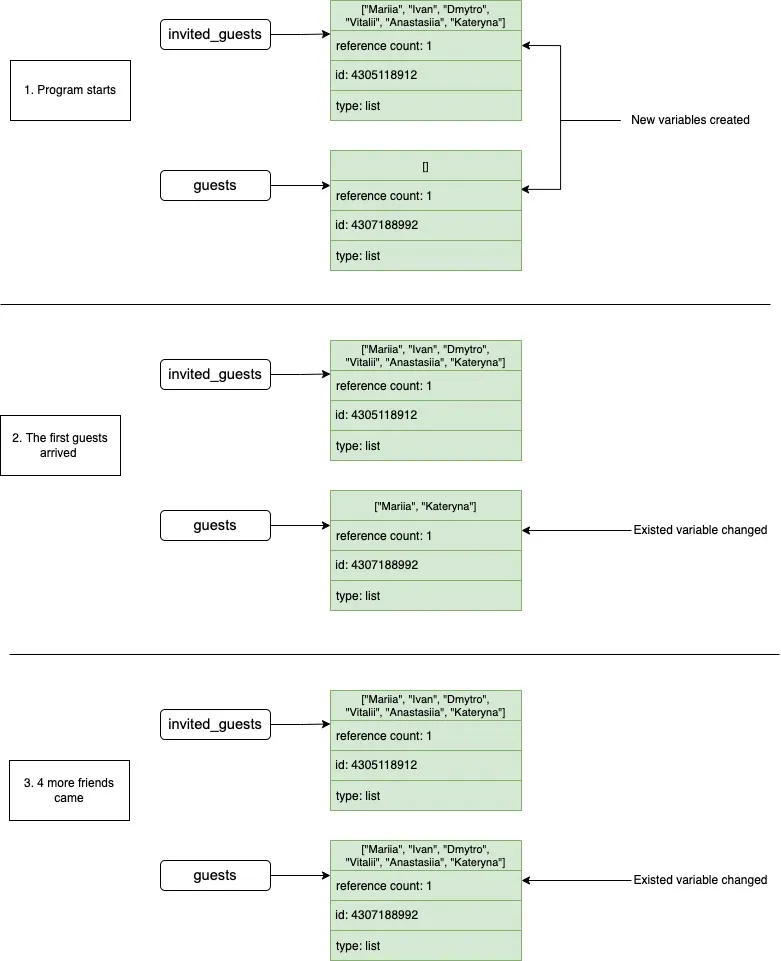 ["Mariia", "Ivan", "Dmytro",
"Vitalii", "Anastasiia", "Kateryna"]
invited_guests
reference count: 1
id: 4305118912
1. Program starts
type: list
New variables created
[]
guests
reference count: 1
id: 4307188992
type: list
["Mariia", "Ivan", "Dmytro",
"Vitalii", "Anastasiia", "Kateryna"]
invited_guests
reference count: 1
id: 4305118912
2. The first guests
arrived
type: list
["Mariia", "Kateryna"]
guests
reference count: 1
Existed variable changed
id: 4307188992
type: list
["Mariia", "Ivan", "Dmytro",
"Vitalii", "Anastasiia", "Kateryna"]
invited_guests
reference count: 1
id: 4305118912
3. 4 more friends
came
type: list
["Mariia", "Ivan", "Dmytro",
"Vitalii", "Anastasiia", "Kateryna"]
guests
reference count: 1
Existed variable changed
id: 4307188992
type: list